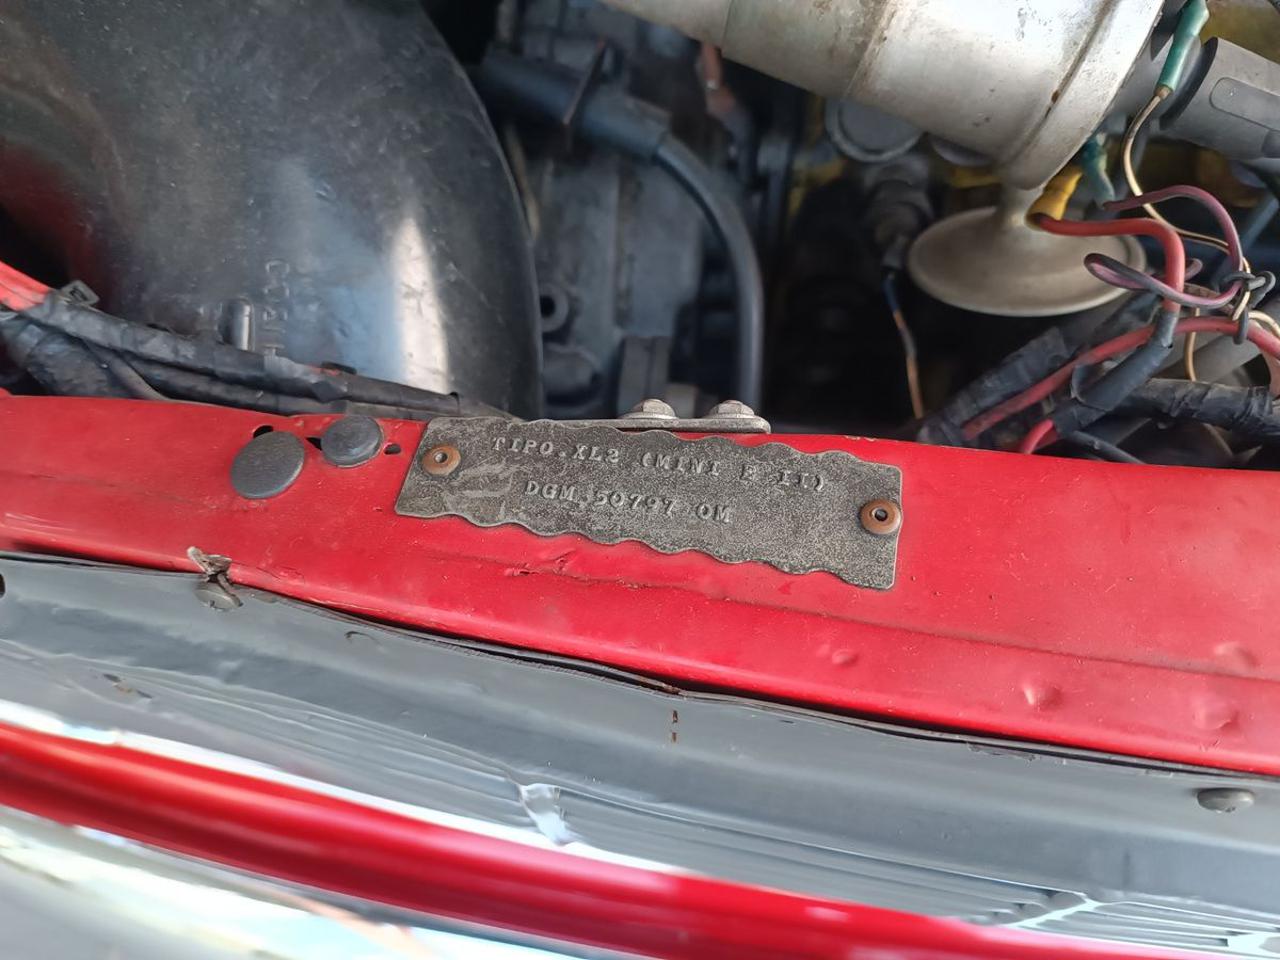 TIPO.XL2 (MINI E II)
DGM.50797 OM